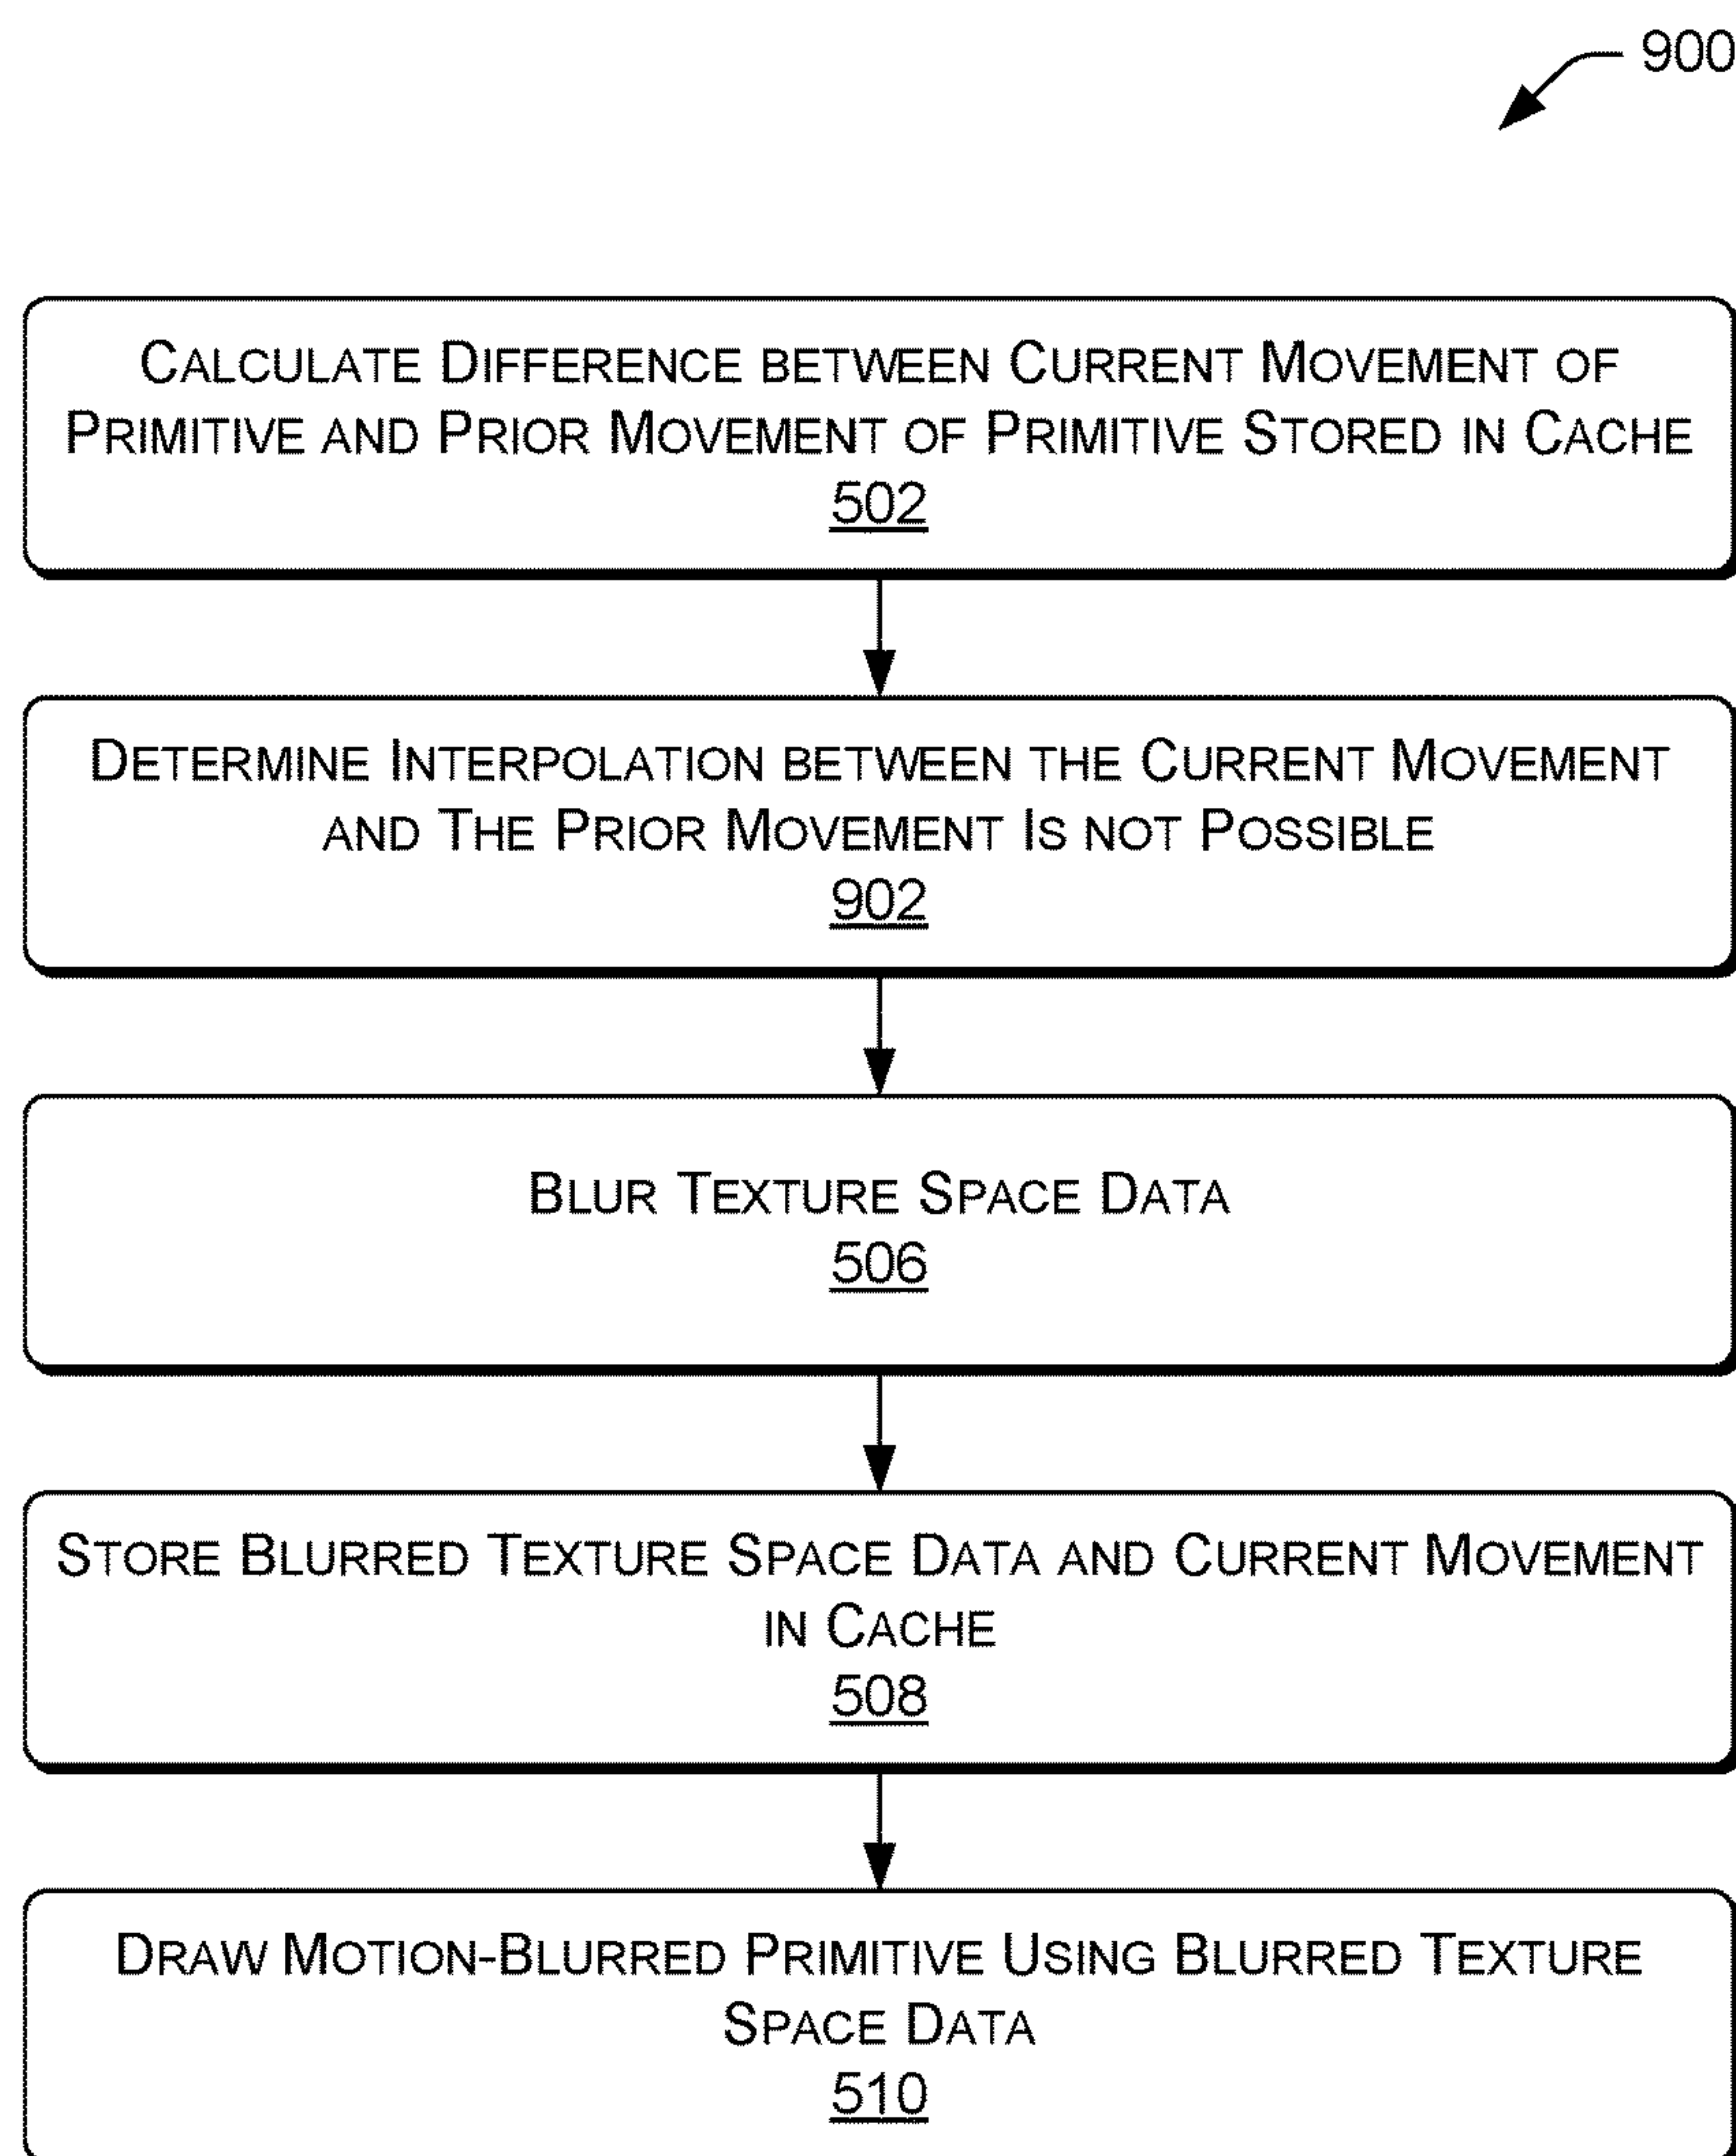 900
Calculate Difference between Current Movement of
Primitive and Prior Movement of Primitive Stored in Cache
502
Determine Interpolation between the Current Movement
and The Prior Movement Is not Possible
902
Blur Texture Space Data
506
Store Blurred Texture Space Data and Current Movement
in Cache
508
Draw Motion-Blurred Primitive Using Blurred Texture
Space Data
510